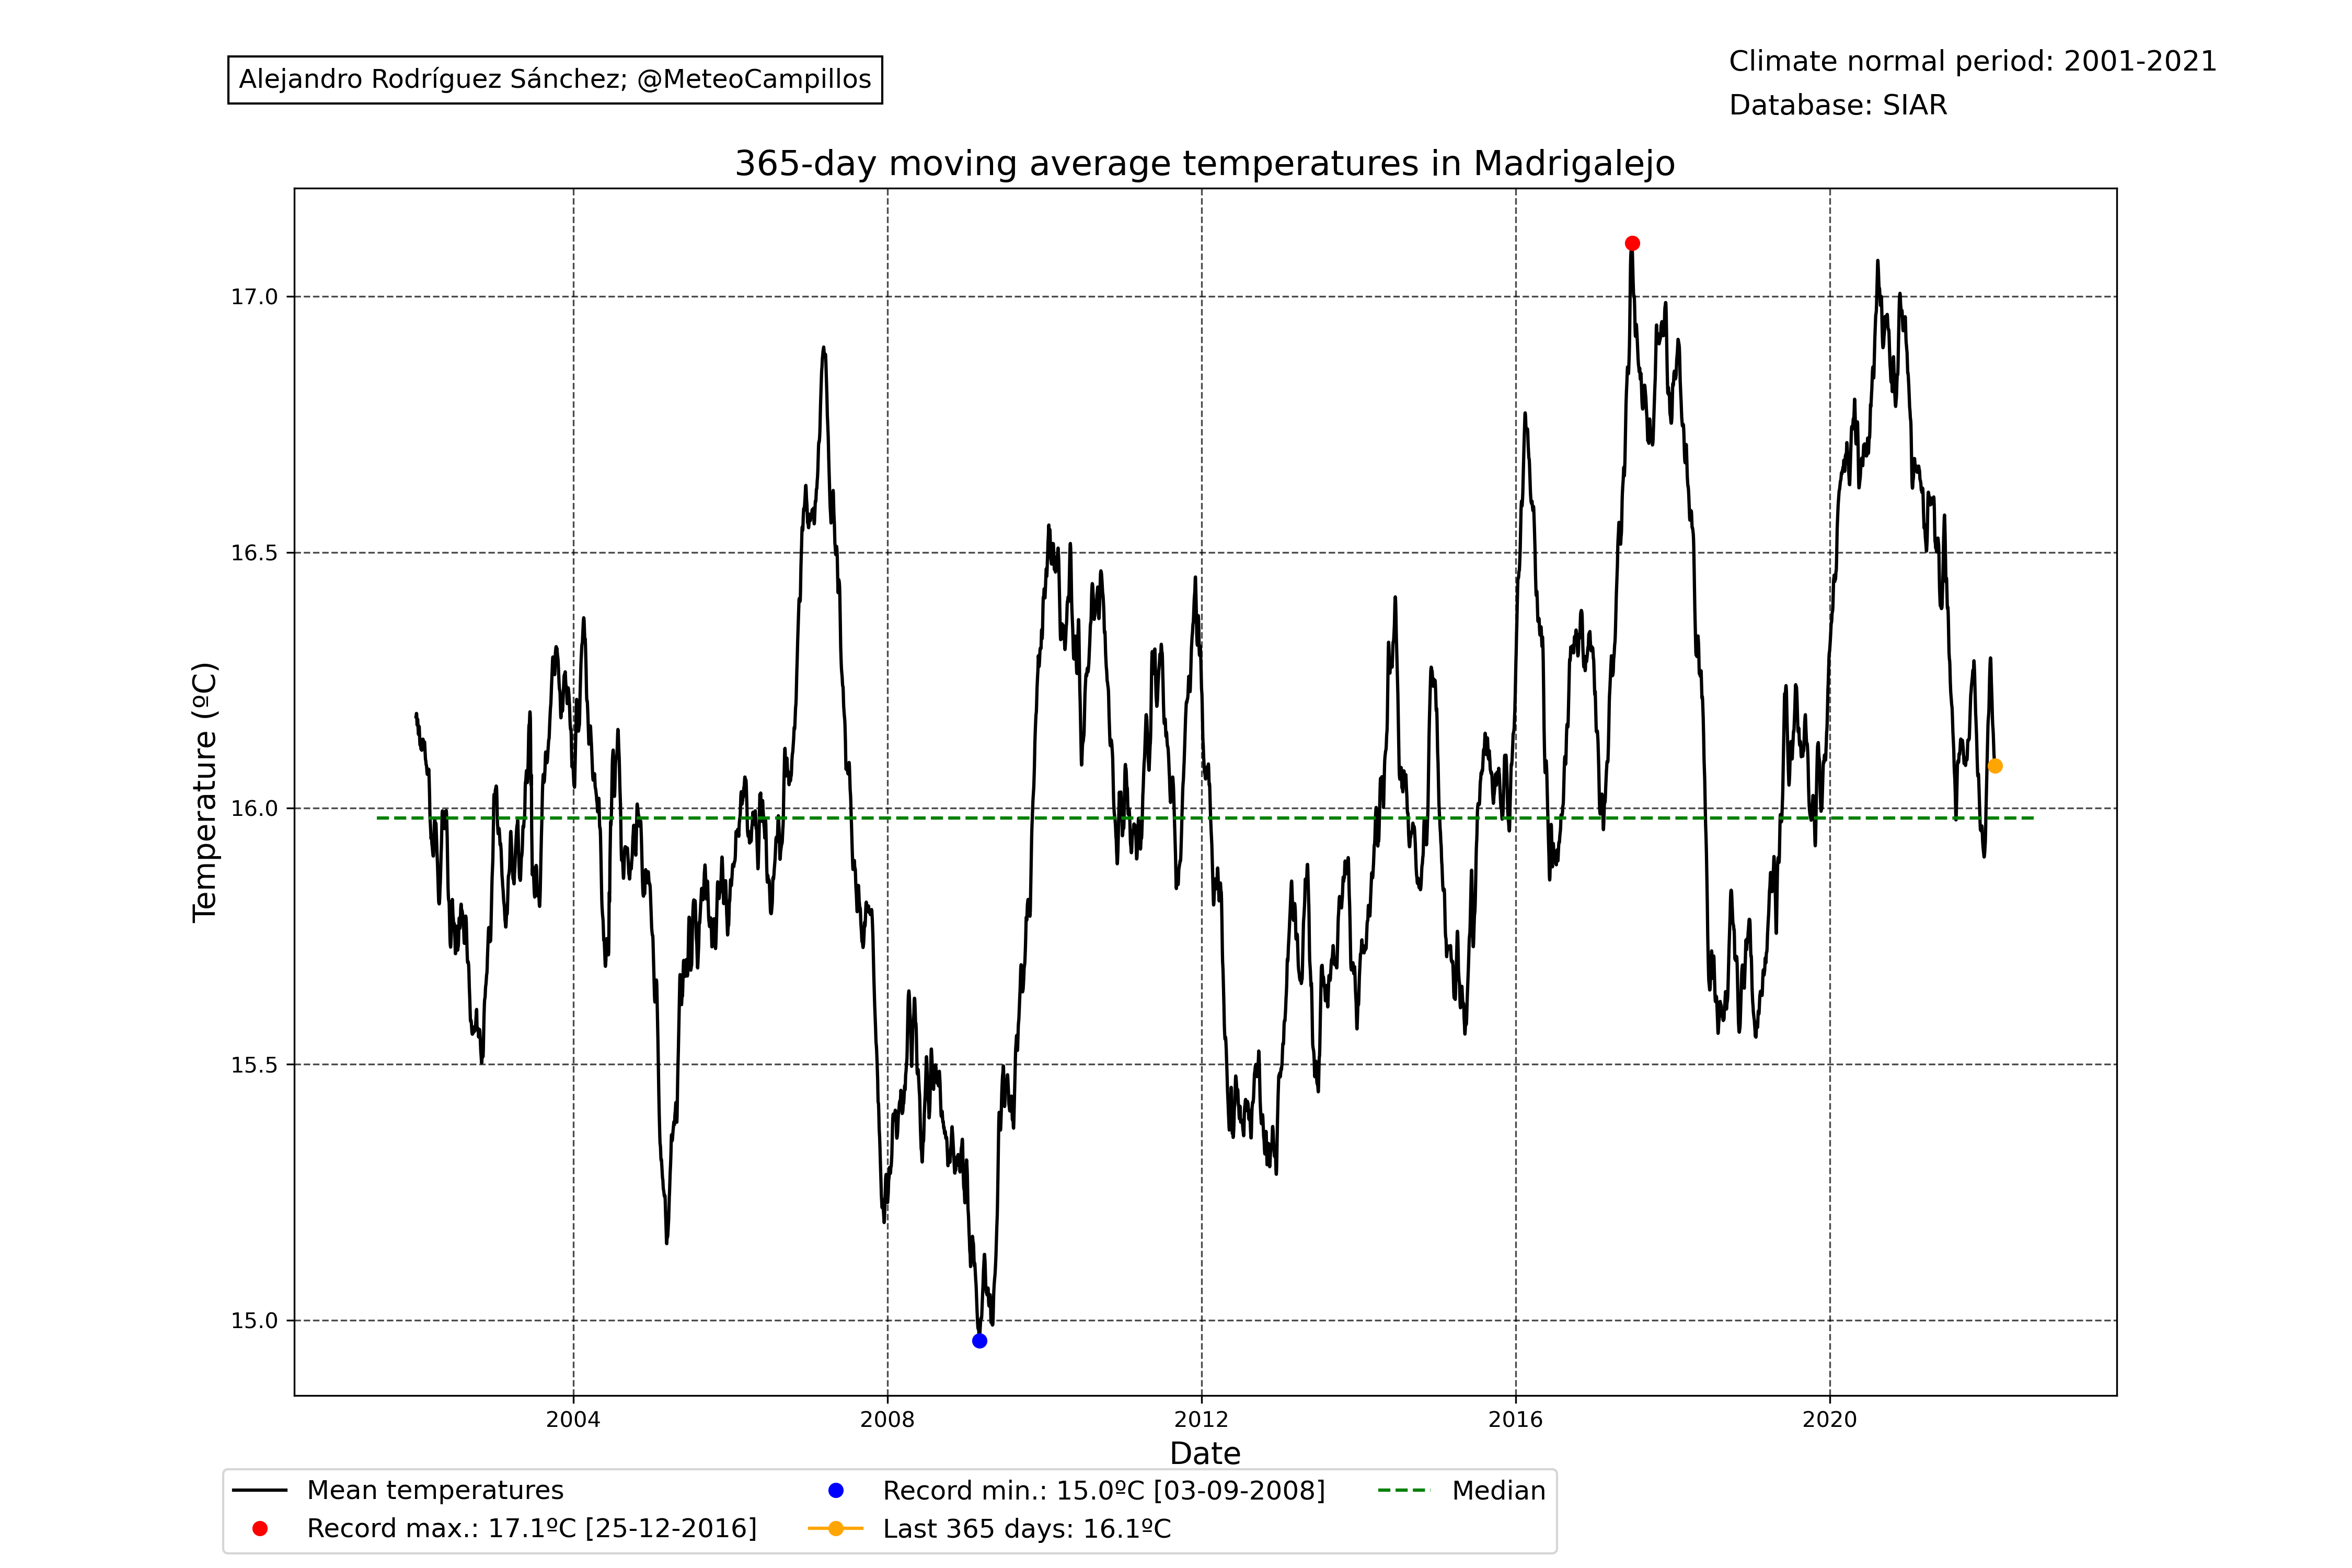 Alejandro Rodríguez Sánchez; @MeteoCampillos
Climate normal period: 2001-2021
Database: SIAR
365-day moving average temperatures in Madrigalejo
17.0
16.5
16.0
15.5
15.0
Temperature (ºC)
2004 2008 2012 2016 2020
Date
Mean temperatures
Record max.: 17.1ºC [25-12-2016]
Record min.: 15.0ºC [03-09-2008]
Last 365 days: 16.1ºC
Median